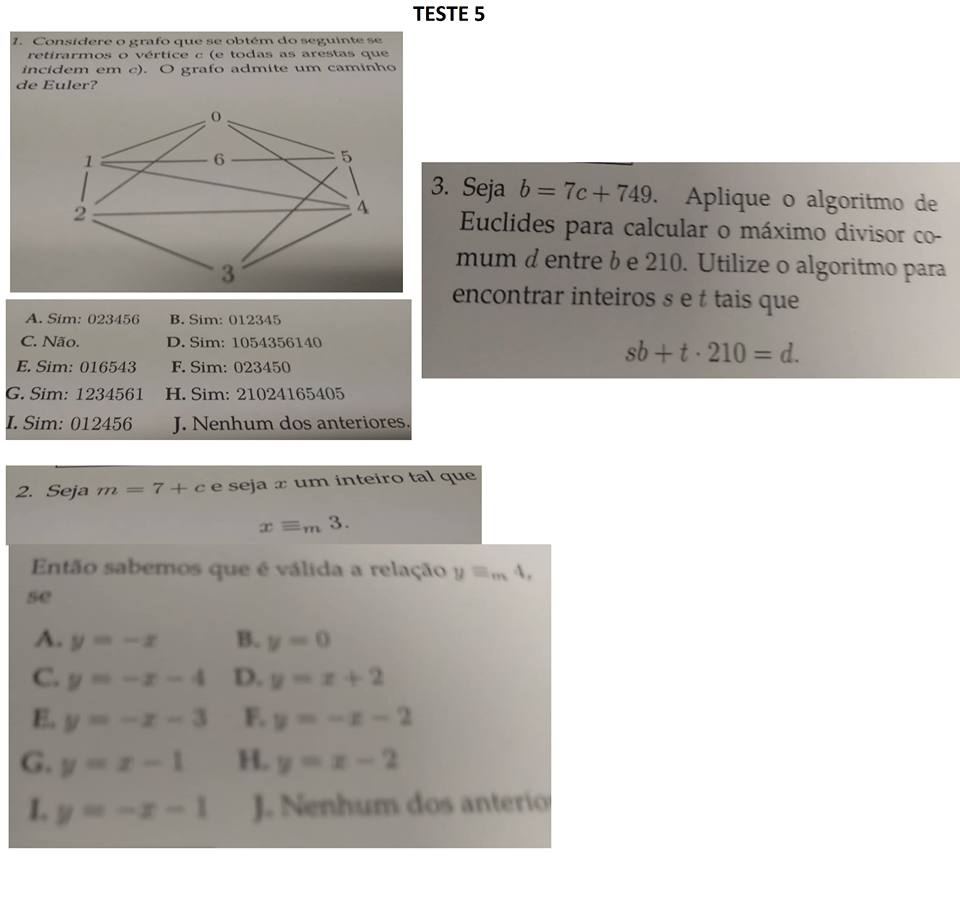 TESTE 5
1. Considere o grafo que se obtém do seguinte se
retirarmos o vértice c (e todas as arestas que
incidem em c). O grafo admite um caminho
de Euler?
0
1 6 5
2 4
3
A. Sim: 023456 B. Sim: 012345
C. Não. D. Sim: 1054356140
E. Sim: 016543 F. Sim: 023450
G. Sim: 1234561 H. Sim: 21024165405
I. Sim: 012456 J. Nenhum dos anteriores.
3. Seja b = 7c + 749. Aplique o algoritmo de
Euclides para calcular o máximo divisor co-
mum d entre b e 210. Utilize o algoritmo para
encontrar inteiros s e t tais que
sb + t · 210 = d.
2. Seja m = 7 + c e seja x um inteiro tal que
x ≡m 3.
Então sabemos que é válida a relação y ≡m 4,
se
A. y = −x B. y = 0
C. y = −x − 4 D. y = x + 2
E. y = −x − 3 F. y = −x − 2
G. y = x − 1 H. y = x − 2
I. y = −x − 1 J. Nenhum dos anterio